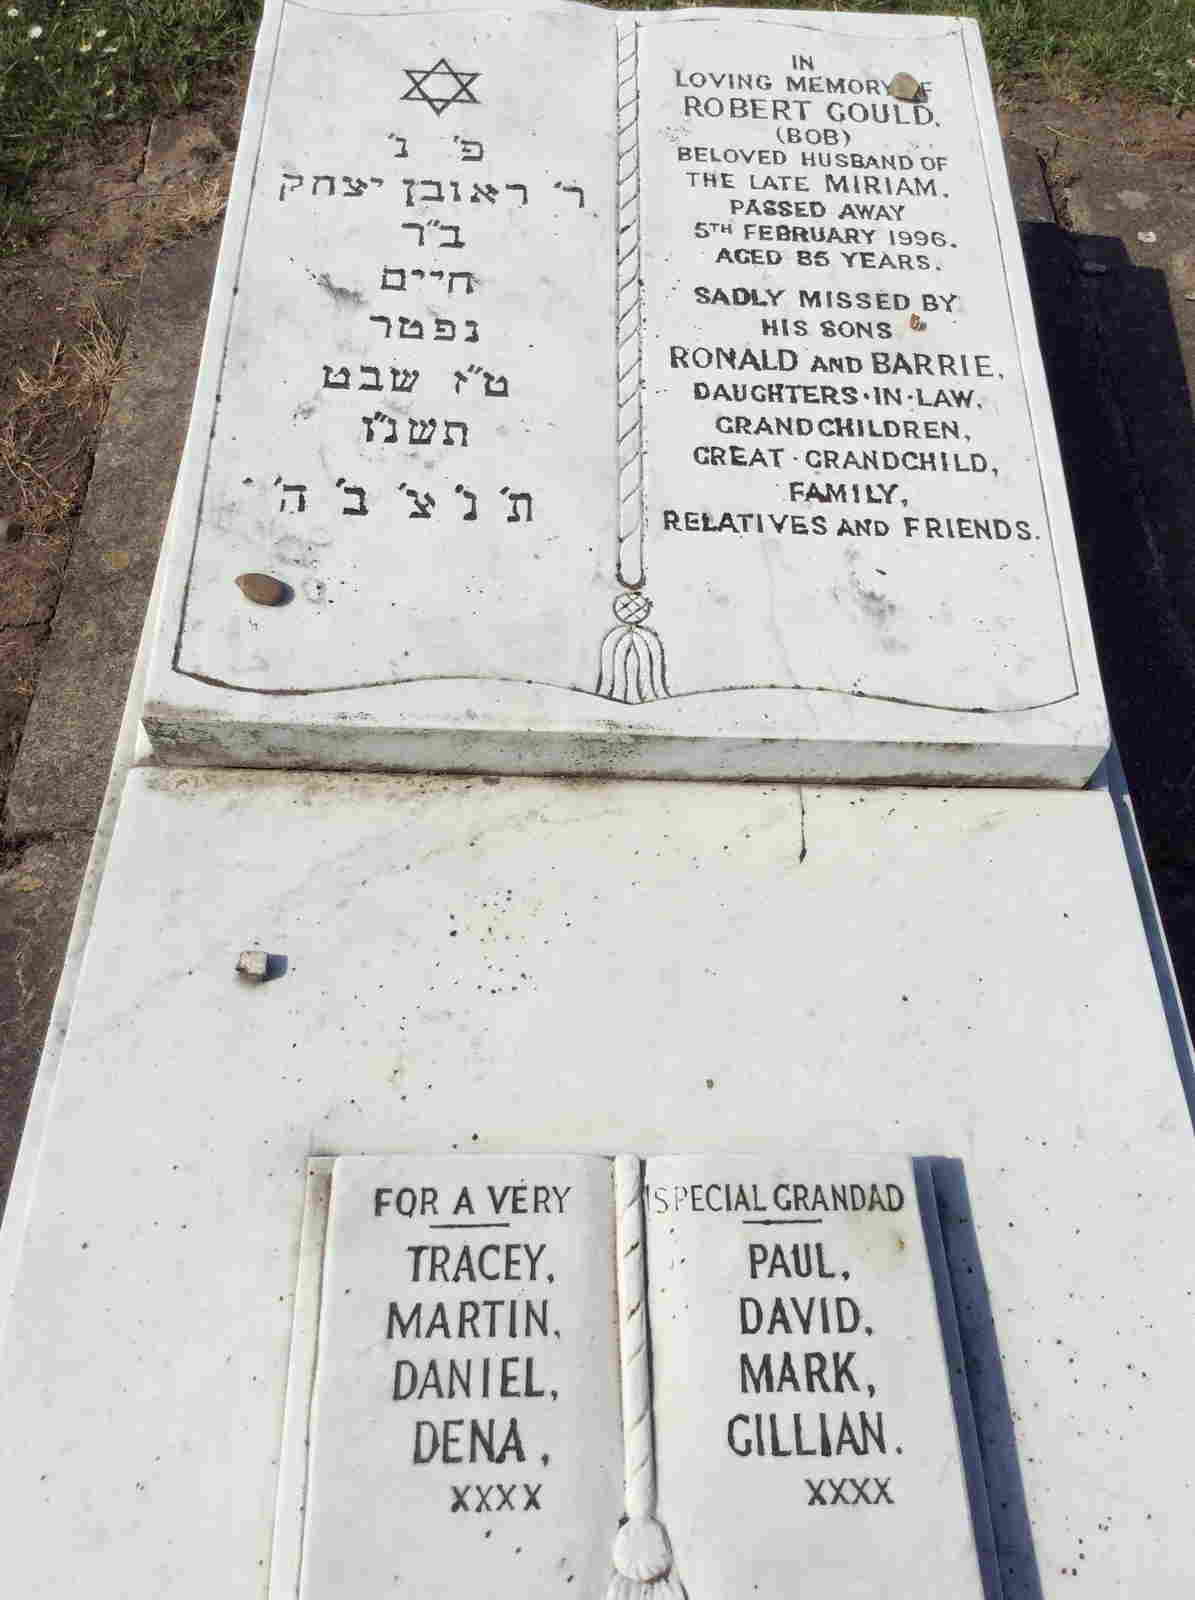 פ' נ'
ר' ראובן יצחק
ב"ר
חיים
נפטר
ט"ז שבט
תשנ"ז
ת' נ' צ' ב' ה'
IN
LOVING MEMORY OF
ROBERT GOULD.
(BOB)
BELOVED HUSBAND OF
THE LATE MIRIAM.
PASSED AWAY
5TH FEBRUARY 1996.
AGED 85 YEARS.
SADLY MISSED BY
HIS SONS
RONALD AND BARRIE,
DAUGHTERS·IN·LAW,
GRANDCHILDREN,
GREAT·GRANDCHILD,
FAMILY,
RELATIVES AND FRIENDS.
FOR A VERY SPECIAL GRANDAD
TRACEY,
MARTIN,
DANIEL,
DENA,
XXXX
PAUL,
DAVID,
MARK,
GILLIAN.
XXXX